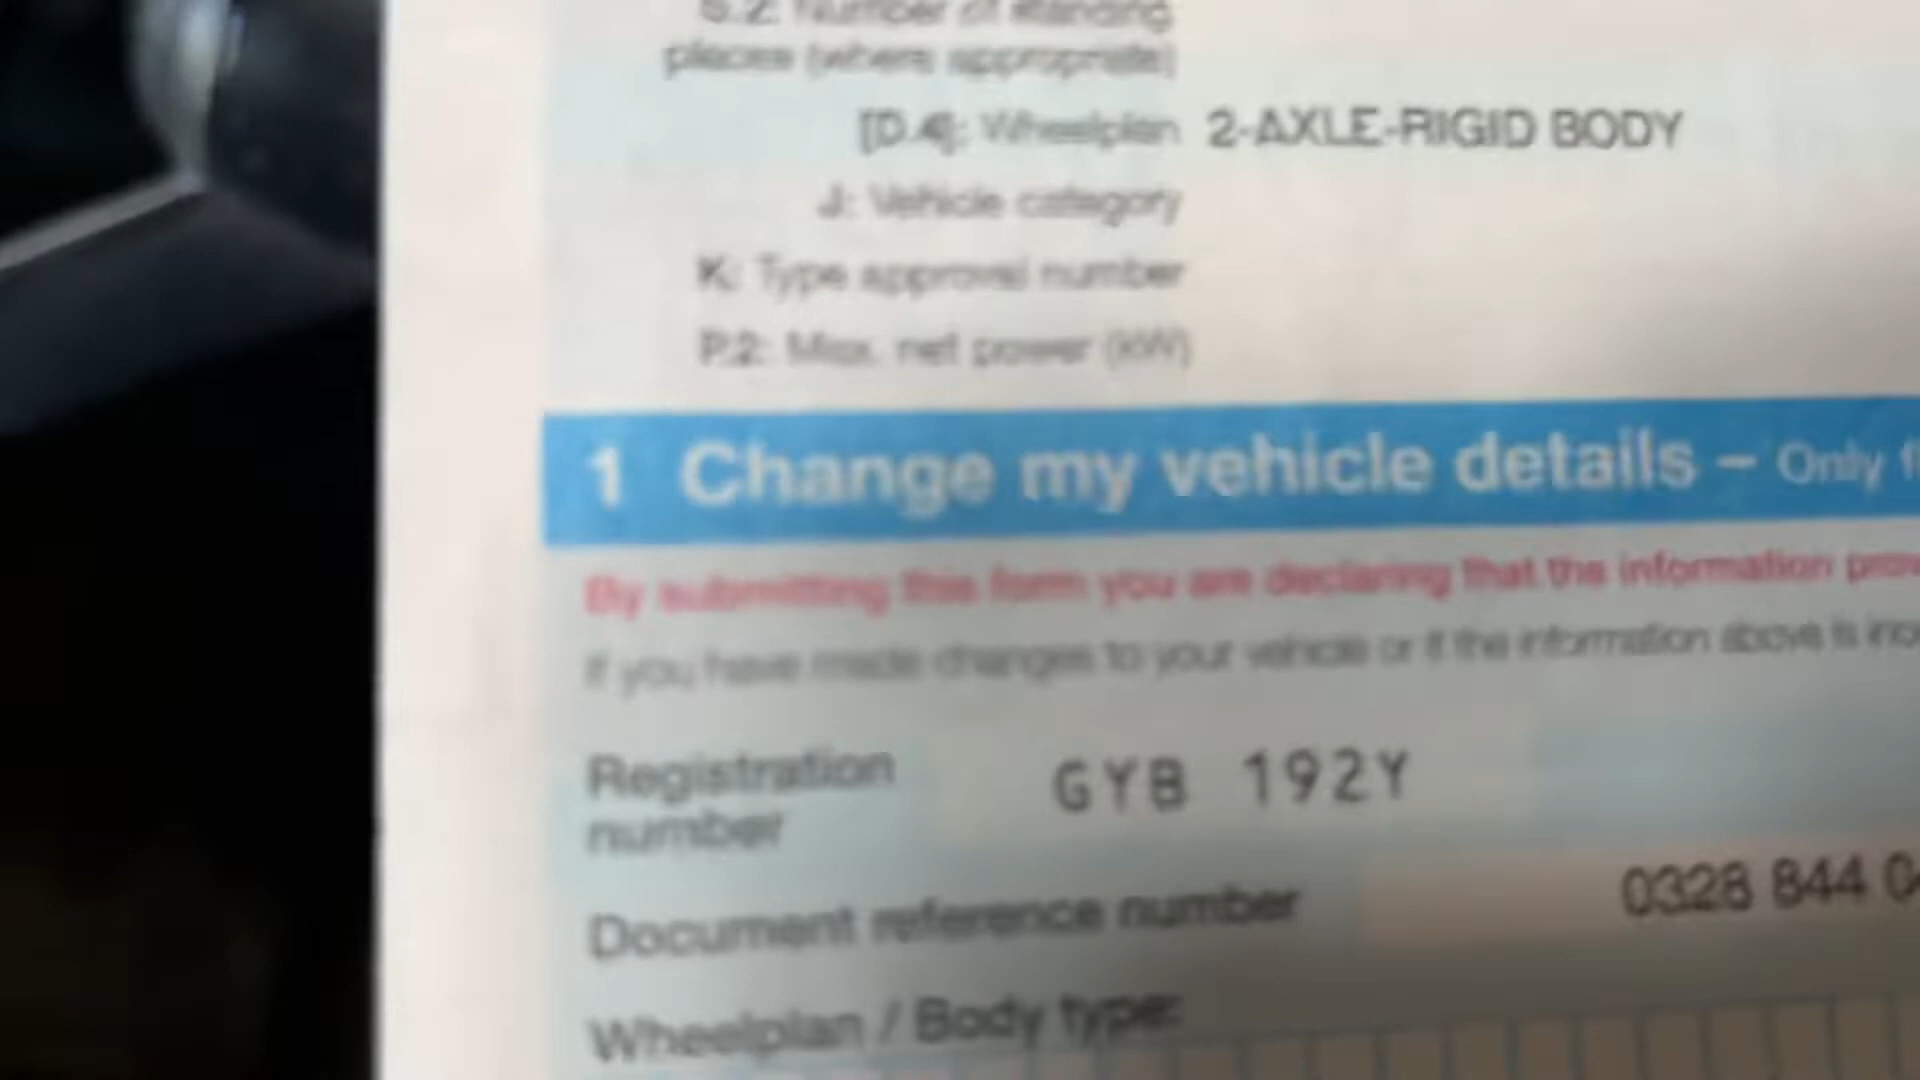 S.2: Number of standing
places (where appropriate)
[D.4]: Wheelplan 2-AXLE-RIGID BODY
J: Vehicle category
K: Type approval number
P.2: Max. net power (kW)
1 Change my vehicle details – Only
By submitting this form you are declaring that the information
If you have made changes to your vehicle or if the information above is
Registration
number
GYB 192Y
Document reference number 0328 844
Wheelplan / Body type: